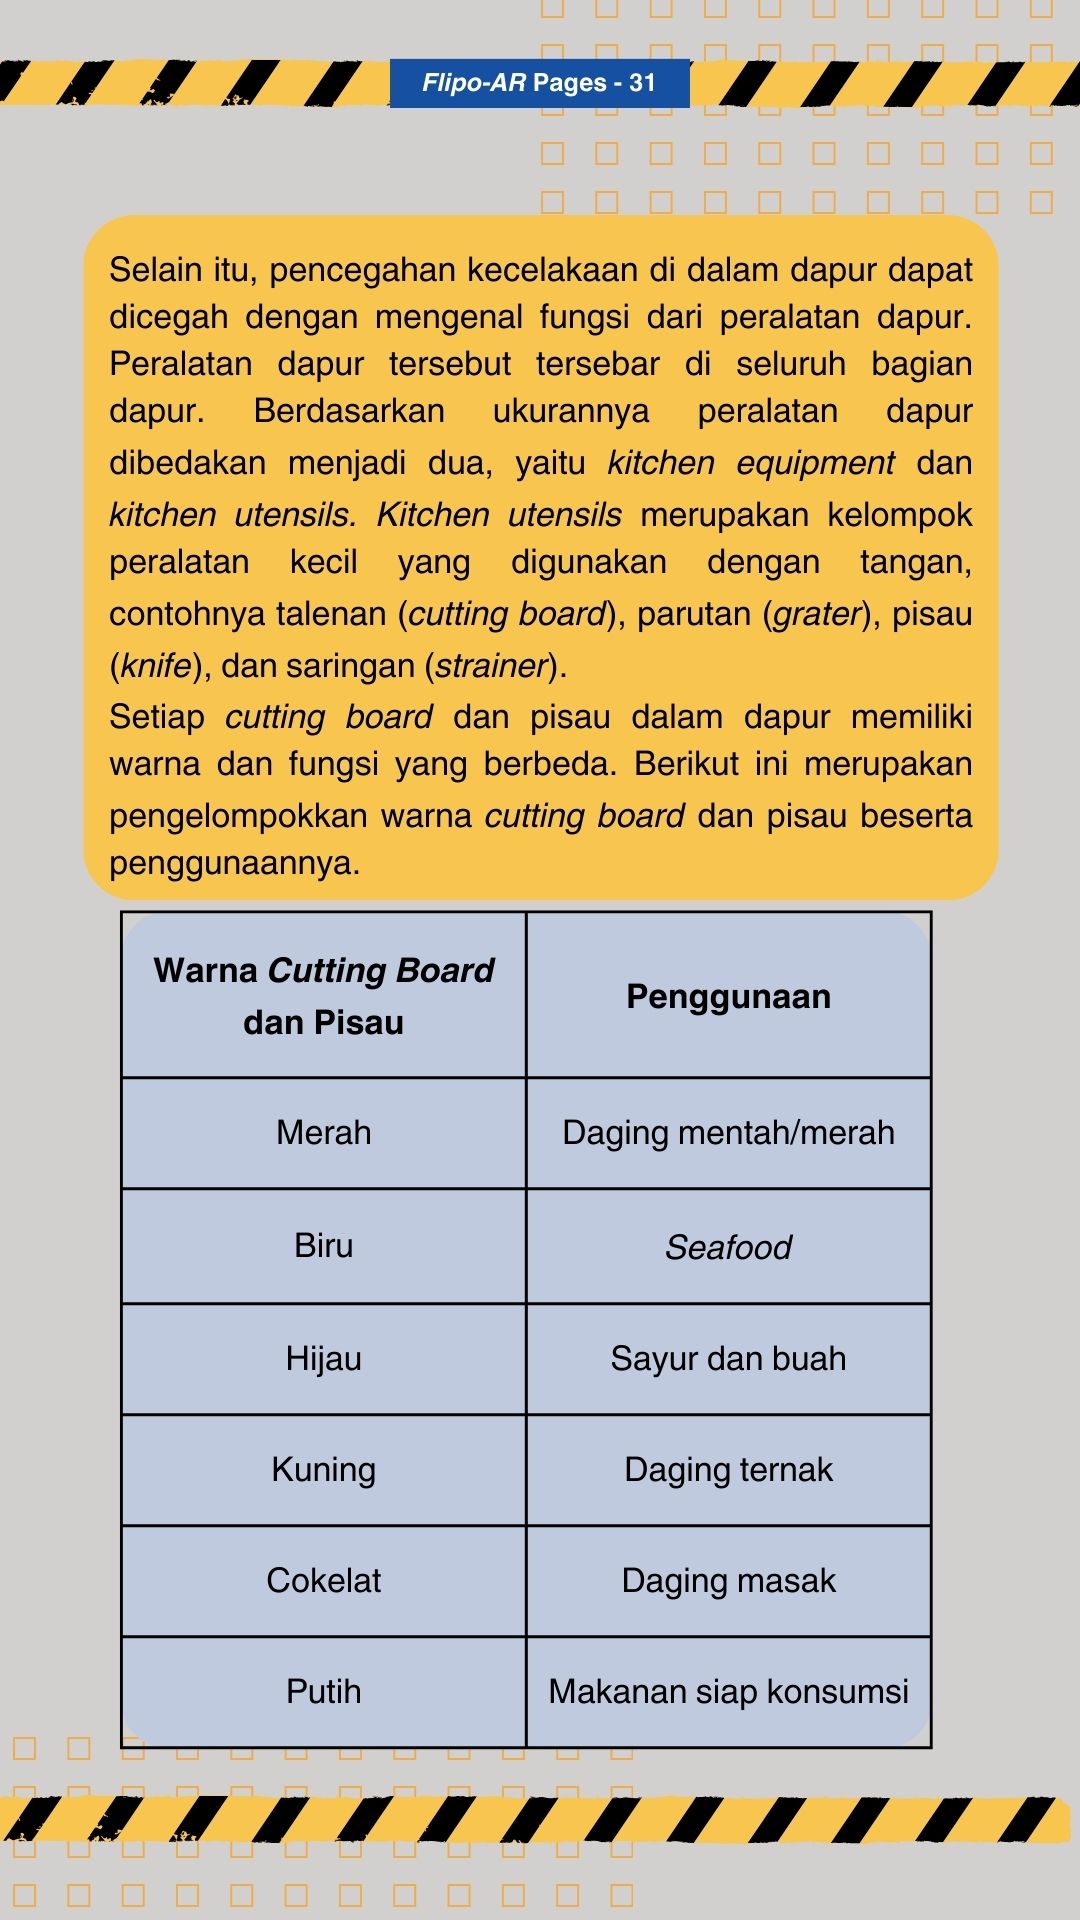 Flipo-AR Pages - 31
Selain itu, pencegahan kecelakaan di dalam dapur dapat
dicegah dengan mengenal fungsi dari peralatan dapur.
Peralatan dapur tersebut tersebar di seluruh bagian
dapur. Berdasarkan ukurannya peralatan dapur
dibedakan menjadi dua, yaitu kitchen equipment dan
kitchen utensils. Kitchen utensils merupakan kelompok
peralatan kecil yang digunakan dengan tangan,
contohnya talenan (cutting board), parutan (grater), pisau
(knife), dan saringan (strainer).
Setiap cutting board dan pisau dalam dapur memiliki
warna dan fungsi yang berbeda. Berikut ini merupakan
pengelompokkan warna cutting board dan pisau beserta
penggunaannya.
Warna Cutting Board
dan Pisau
Penggunaan
Merah
Daging mentah/merah
Biru
Seafood
Hijau
Sayur dan buah
Kuning
Daging ternak
Cokelat
Daging masak
Putih
Makanan siap konsumsi